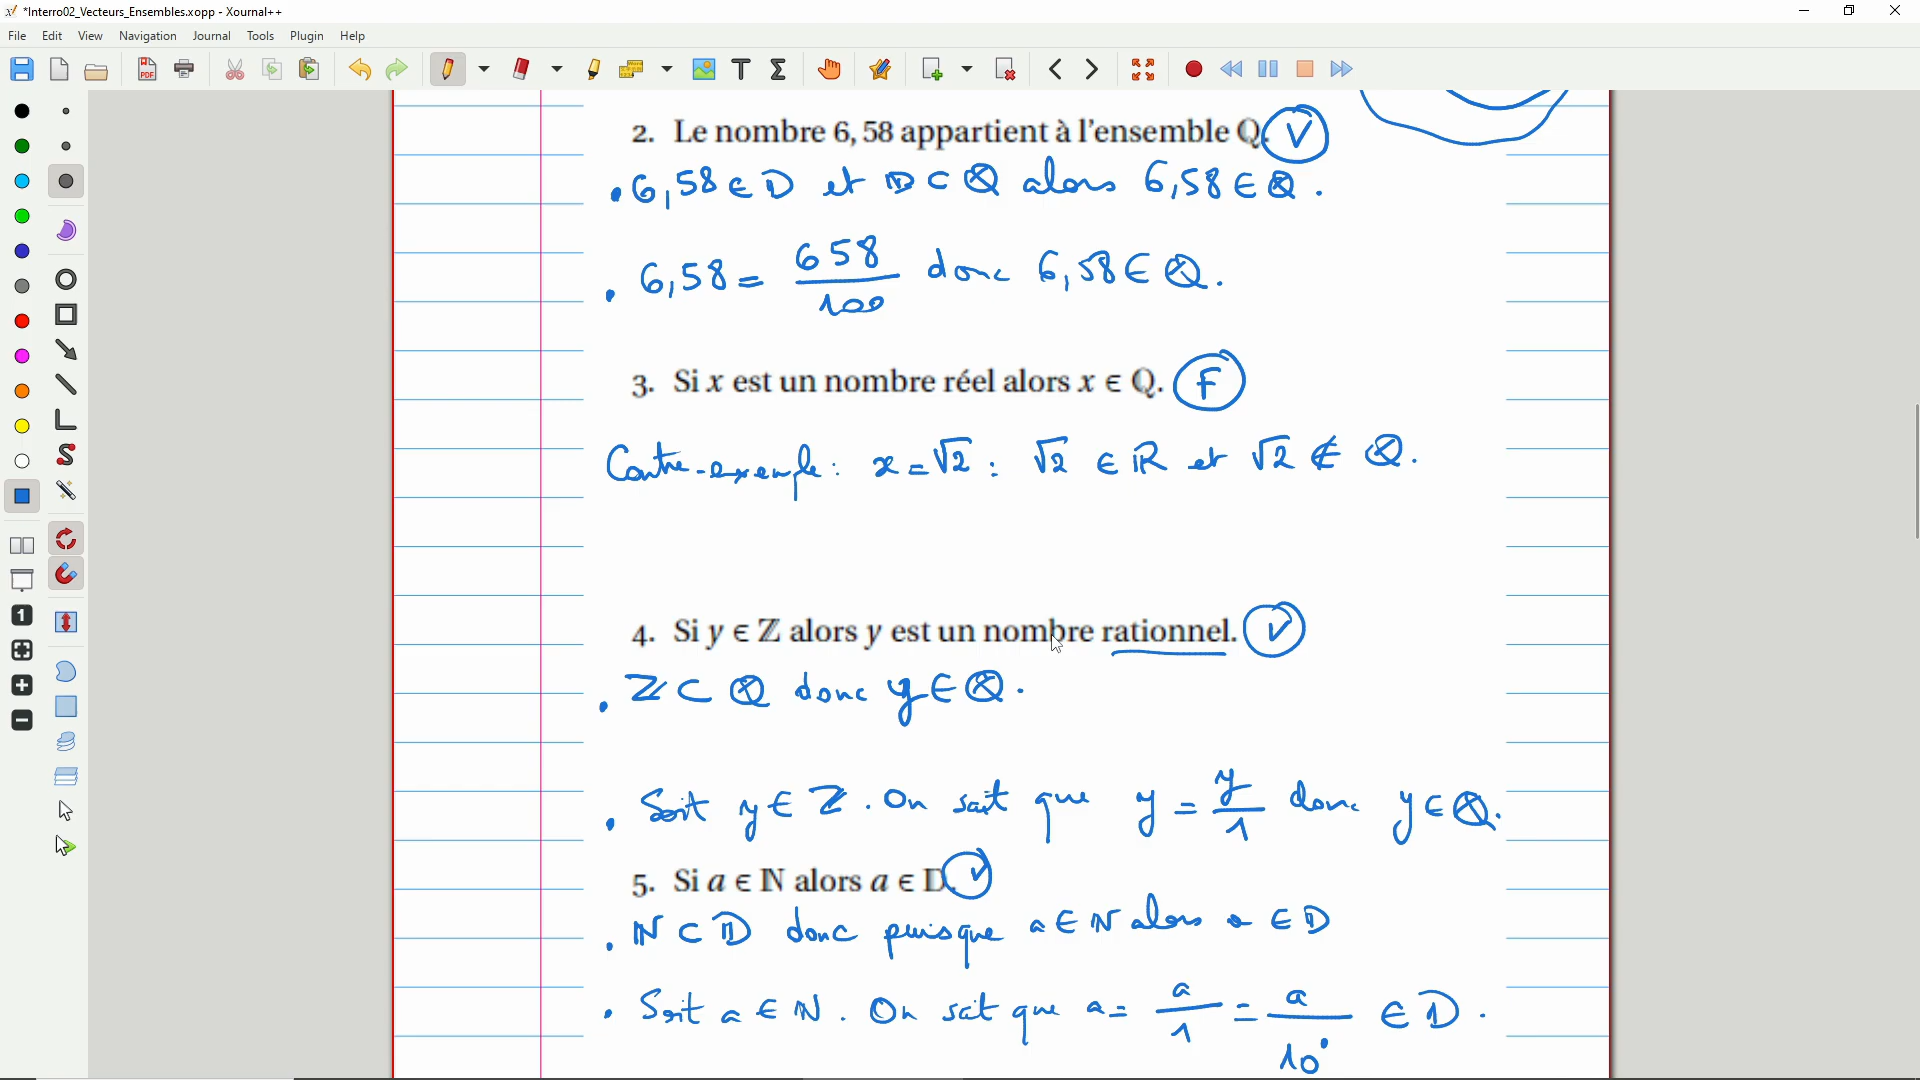 *Interro02_Vecteurs_Ensembles.xopp - Xournal++
File Edit View Navigation Journal Tools Plugin Help
2. Le nombre 6, 58 appartient à l'ensemble ℚ. V
• 6,58 ∈ 𝔻 et 𝔻 ⊂ ℚ alors 6,58 ∈ ℚ.
• 6,58 = 658/100 donc 6,58 ∈ ℚ.
3. Si x est un nombre réel alors x ∈ ℚ. F
Contre-exemple : x = √2 : √2 ∈ ℝ et √2 ∉ ℚ.
4. Si y ∈ ℤ alors y est un nombre rationnel. V
• ℤ ⊂ ℚ donc y ∈ ℚ.
• Soit y ∈ ℤ. On sait que y = y/1 donc y ∈ ℚ.
5. Si a ∈ ℕ alors a ∈ 𝔻. V
• ℕ ⊂ 𝔻 donc puisque a ∈ ℕ alors a ∈ 𝔻
• Soit a ∈ ℕ. On sait que a = a/1 = a/10⁰ ∈ 𝔻.